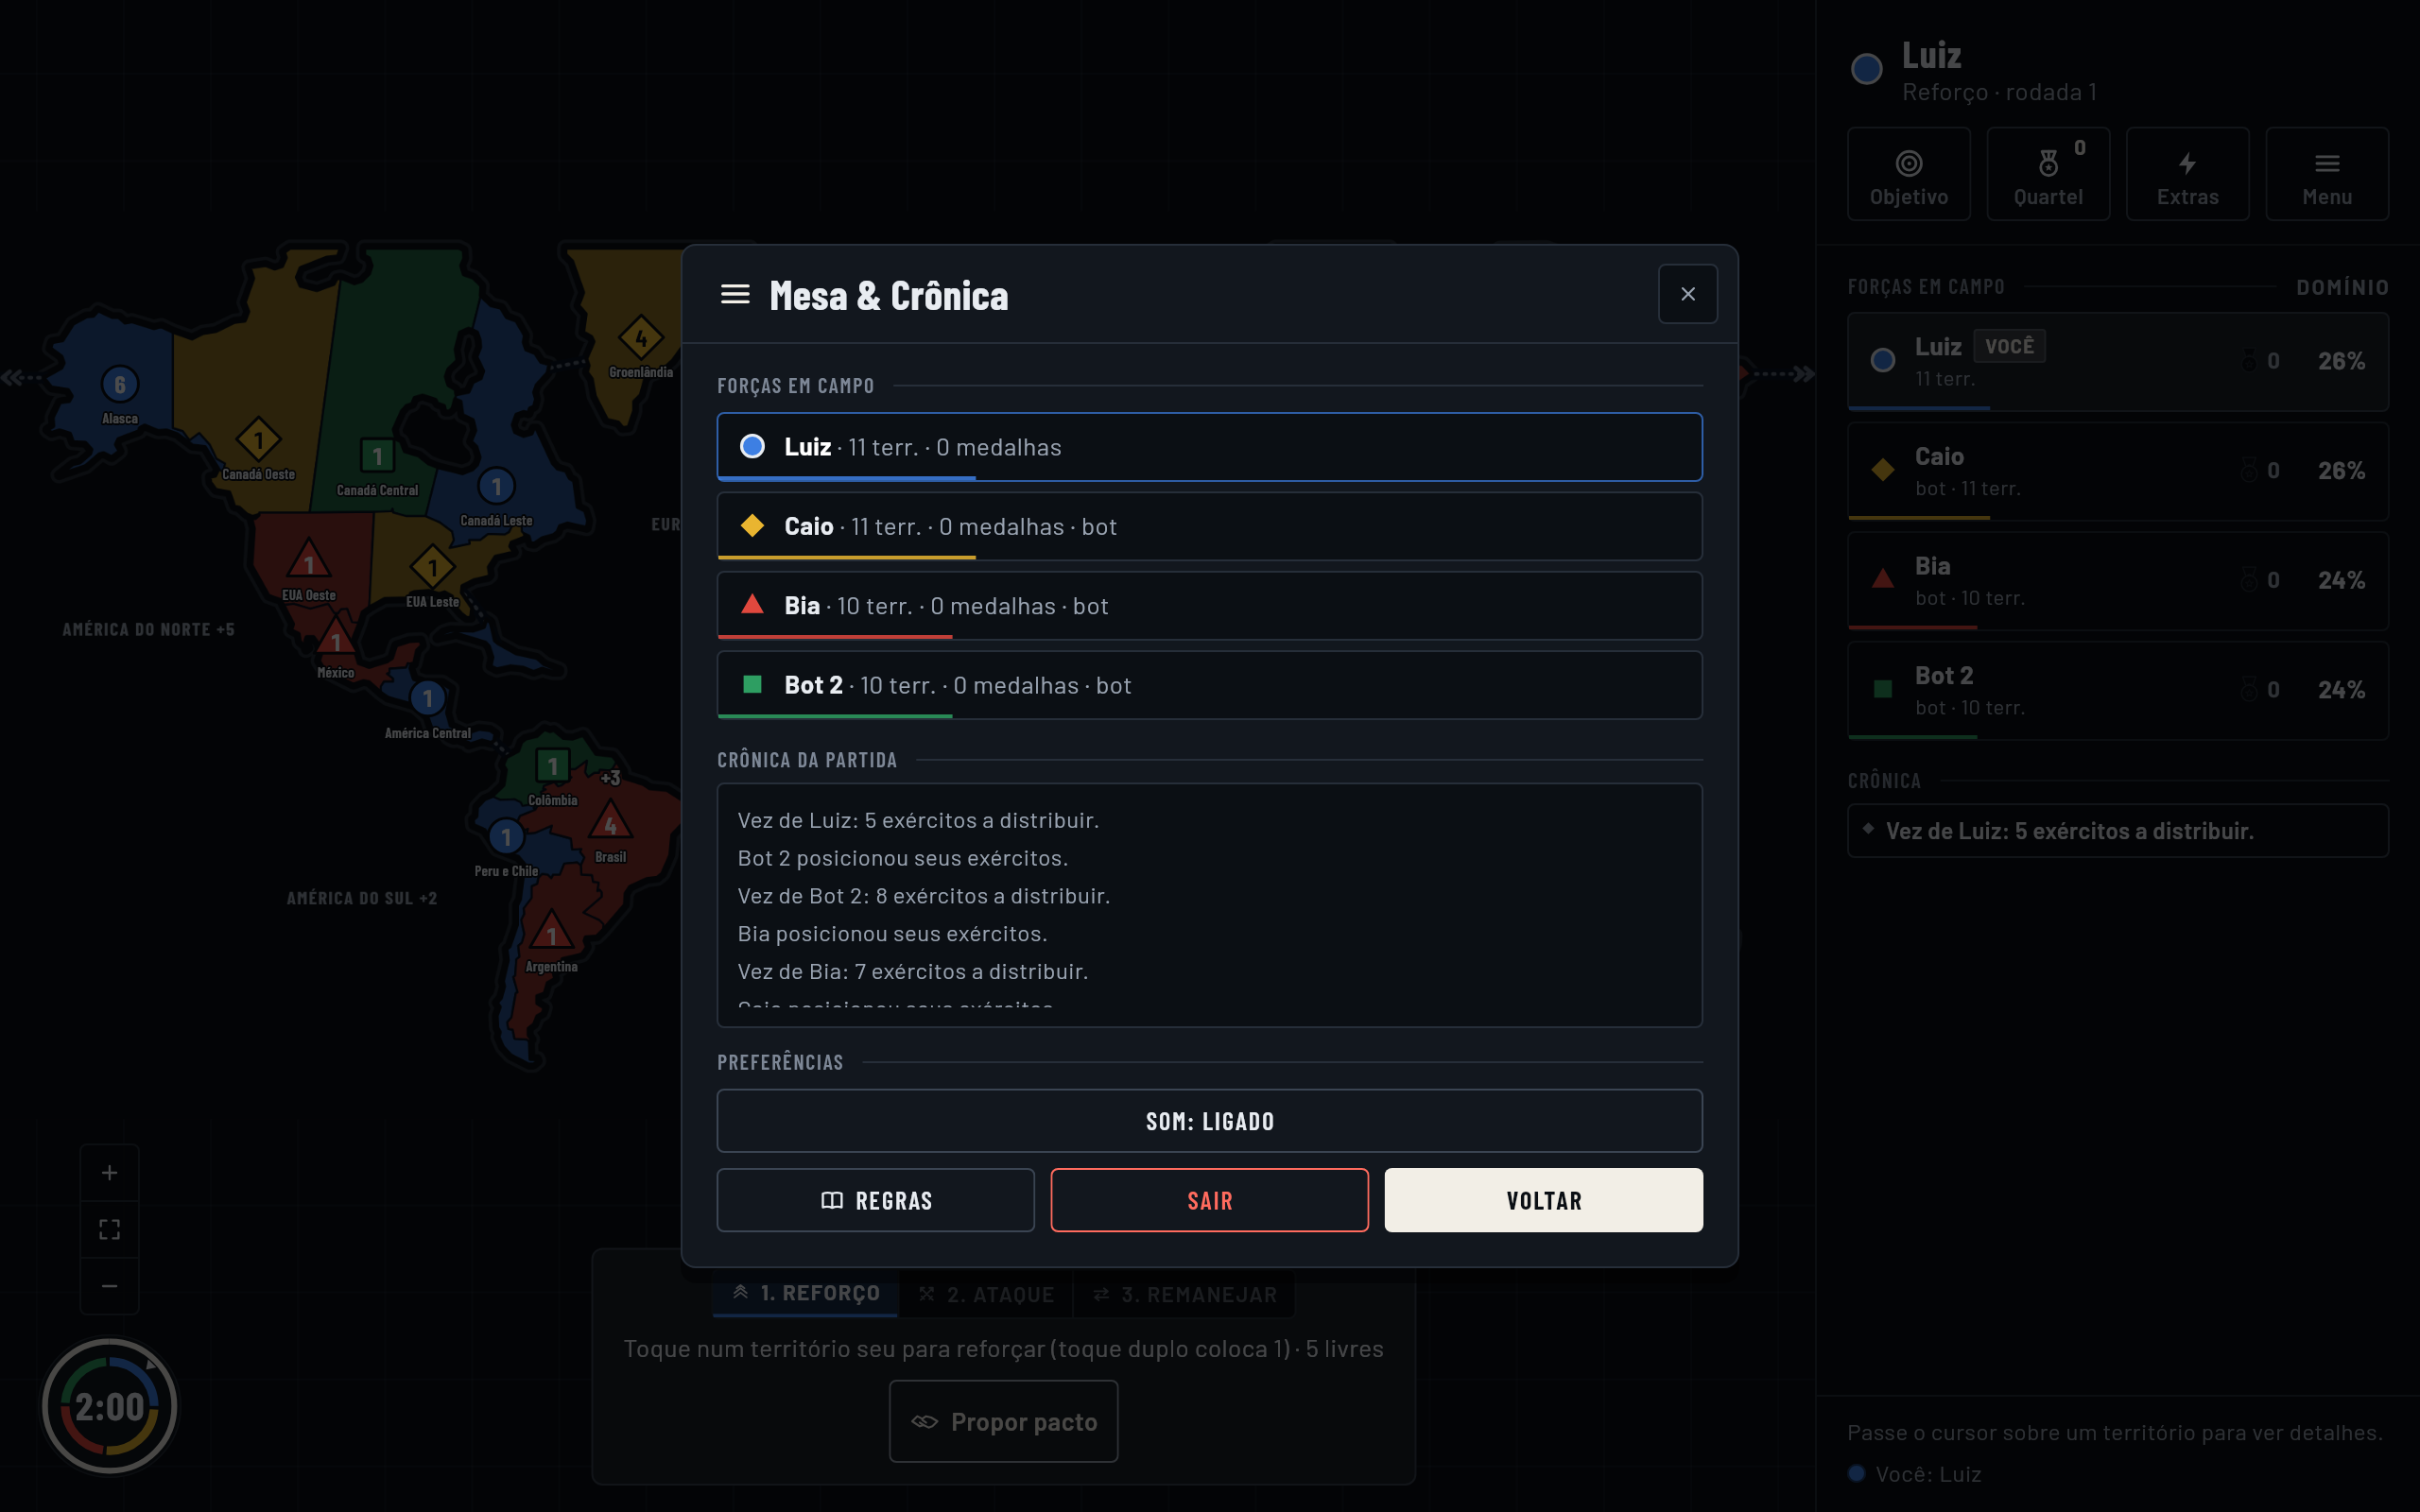 Luiz
Reforço · rodada 1
Objetivo
0
Quartel
Extras
Menu
FORÇAS EM CAMPO
DOMÍNIO
Luiz VOCÊ
11 terr.
0
26%
Caio
bot · 11 terr.
0
26%
Bia
bot · 10 terr.
0
24%
Bot 2
bot · 10 terr.
0
24%
CRÔNICA
Vez de Luiz: 5 exércitos a distribuir.
Passe o cursor sobre um território para ver detalhes.
Você: Luiz
Mesa & Crônica
FORÇAS EM CAMPO
Luiz · 11 terr. · 0 medalhas
Caio · 11 terr. · 0 medalhas · bot
Bia · 10 terr. · 0 medalhas · bot
Bot 2 · 10 terr. · 0 medalhas · bot
CRÔNICA DA PARTIDA
Vez de Luiz: 5 exércitos a distribuir.
Bot 2 posicionou seus exércitos.
Vez de Bot 2: 8 exércitos a distribuir.
Bia posicionou seus exércitos.
Vez de Bia: 7 exércitos a distribuir.
Caio posicionou seus exércitos.
PREFERÊNCIAS
SOM: LIGADO
REGRAS
SAIR
VOLTAR
6
Alasca
1
Canadá Oeste
1
Canadá Central
1
Canadá Leste
4
Groenlândia
1
EUA Oeste
1
EUA Leste
1
México
1
América Central
AMÉRICA DO NORTE +5
EUR
1
Colômbia
+3
4
Brasil
1
Peru e Chile
1
Argentina
AMÉRICA DO SUL +2
2:00
1. REFORÇO
2. ATAQUE
3. REMANEJAR
Toque num território seu para reforçar (toque duplo coloca 1) · 5 livres
Propor pacto